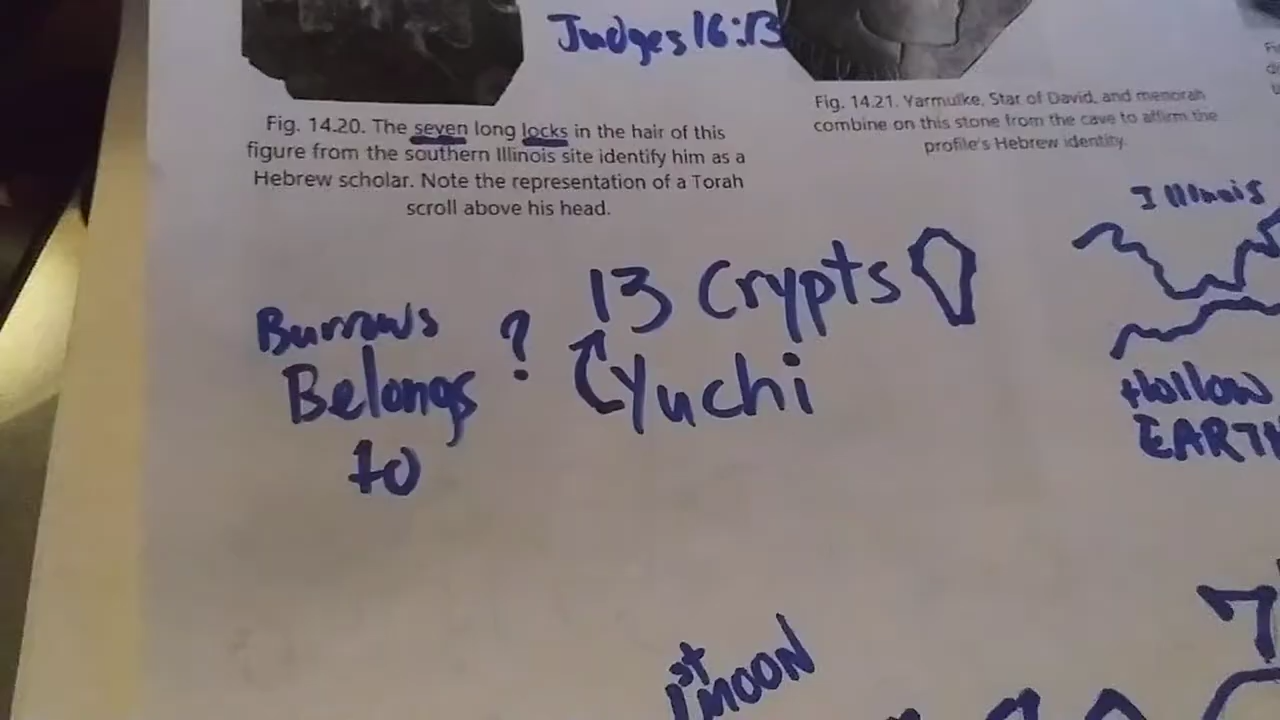 Judges 16:13
Fig. 14.20. The seven long locks in the hair of this
figure from the southern Illinois site identify him as a
Hebrew scholar. Note the representation of a Torah
scroll above his head.
Fig. 14.21. Yarmulke, Star of David, and menorah
combine on this stone from the cave to affirm the
profile's Hebrew identity.
Illinois
13 Crypts
Burrows
Belongs ?
to
Yuchi
Hollow
EARTH
1st MOON
7